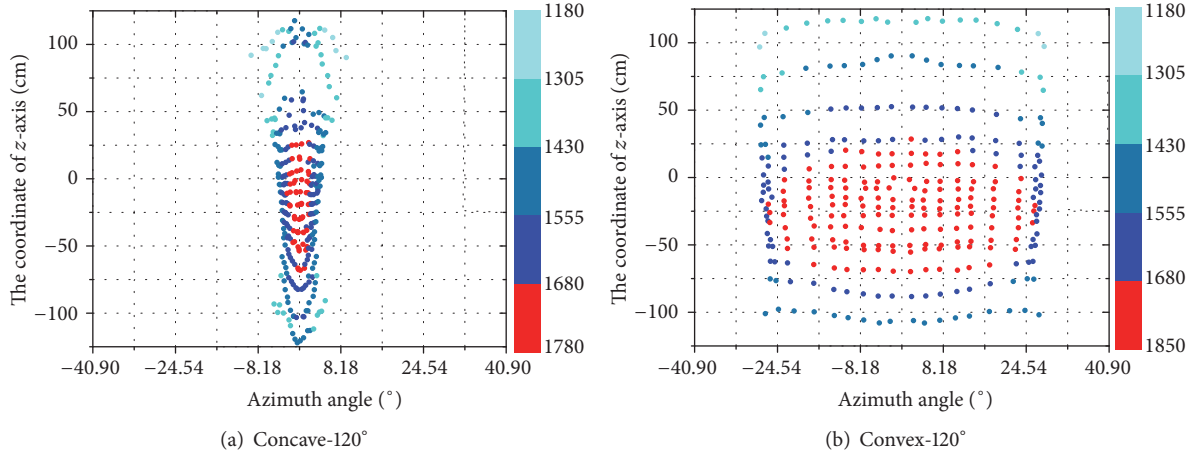 The coordinate of z-axis (cm)
100
50
0
−50
−100
−40.90 −24.54 −8.18 8.18 24.54 40.90
Azimuth angle (°)
1180
1305
1430
1555
1680
1780
(a) Concave-120°
The coordinate of z-axis (cm)
100
50
0
−50
−100
−40.90 −24.54 −8.18 8.18 24.54 40.90
Azimuth angle (°)
1180
1305
1430
1555
1680
1850
(b) Convex-120°